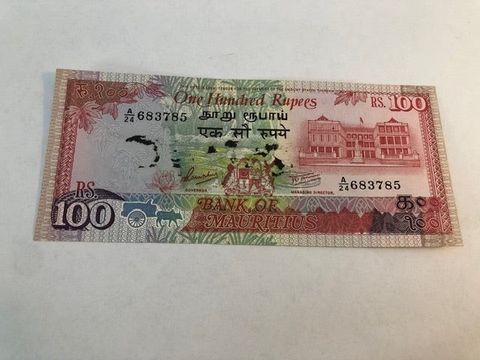 रु १००
One Hundred Rupees
RS. 100
A/24 683785
நூறு ரூபாய்
एक सौ रुपये
A/24 683785
GOVERNOR
MANAGING DIRECTOR
RS.
100
BANK OF
MAURITIUS